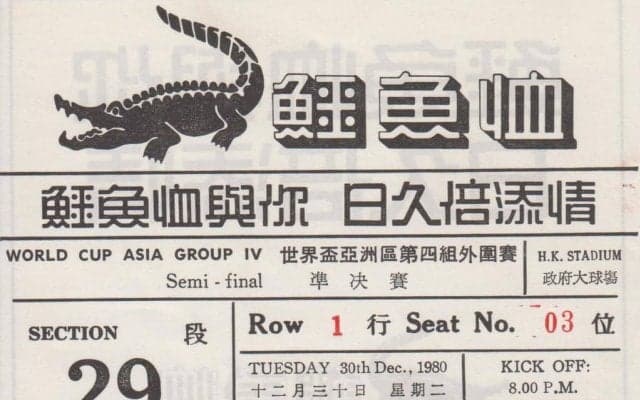 鱷魚恤
鱷魚恤與你 日久倍添情
WORLD CUP ASIA GROUP IV 世界盃亞洲區第四組外圍賽
Semi - final 準決賽
H.K. STADIUM
政府大球場
SECTION 段
29
Row 1 行 Seat No. 03 位
TUESDAY 30th Dec., 1980
十二月三十日 星期二
KICK OFF:
8.00 P.M.